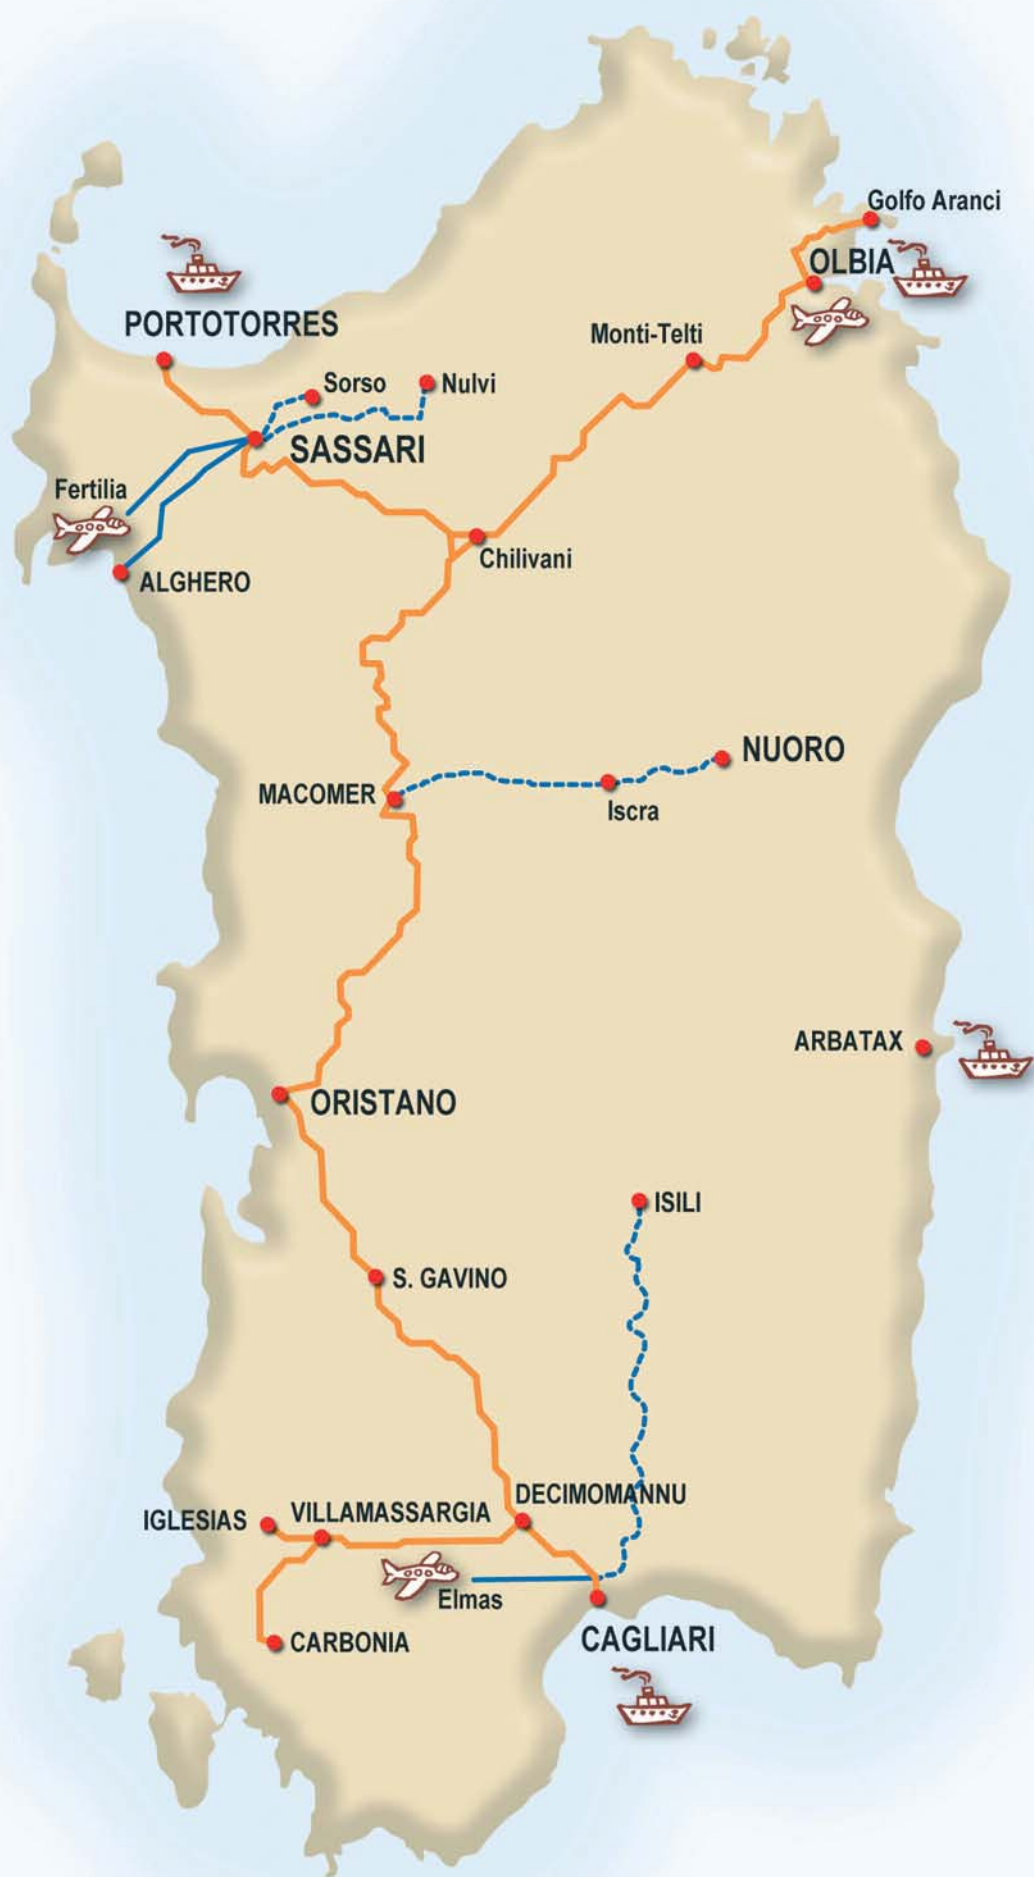 Golfo Aranci
OLBIA
PORTOTORRES
Monti-Telti
Sorso
Nulvi
SASSARI
Fertilia
Chilivani
ALGHERO
NUORO
MACOMER
Iscra
ARBATAX
ORISTANO
ISILI
S. GAVINO
DECIMOMANNU
VILLAMASSARGIA
IGLESIAS
Elmas
CAGLIARI
CARBONIA